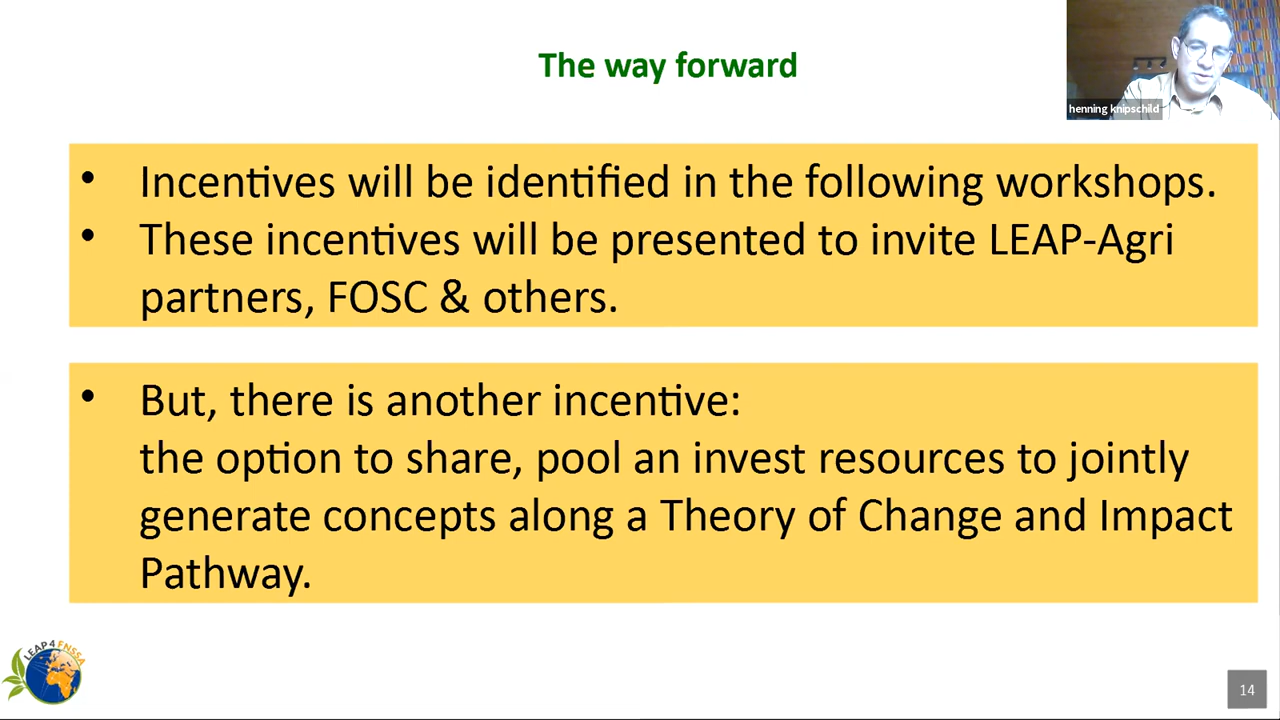 The way forward
henning knipschild
• Incentives will be identified in the following workshops.
• These incentives will be presented to invite LEAP-Agri
partners, FOSC & others.
• But, there is another incentive:
the option to share, pool an invest resources to jointly
generate concepts along a Theory of Change and Impact
Pathway.
LEAP4FNSSA
14